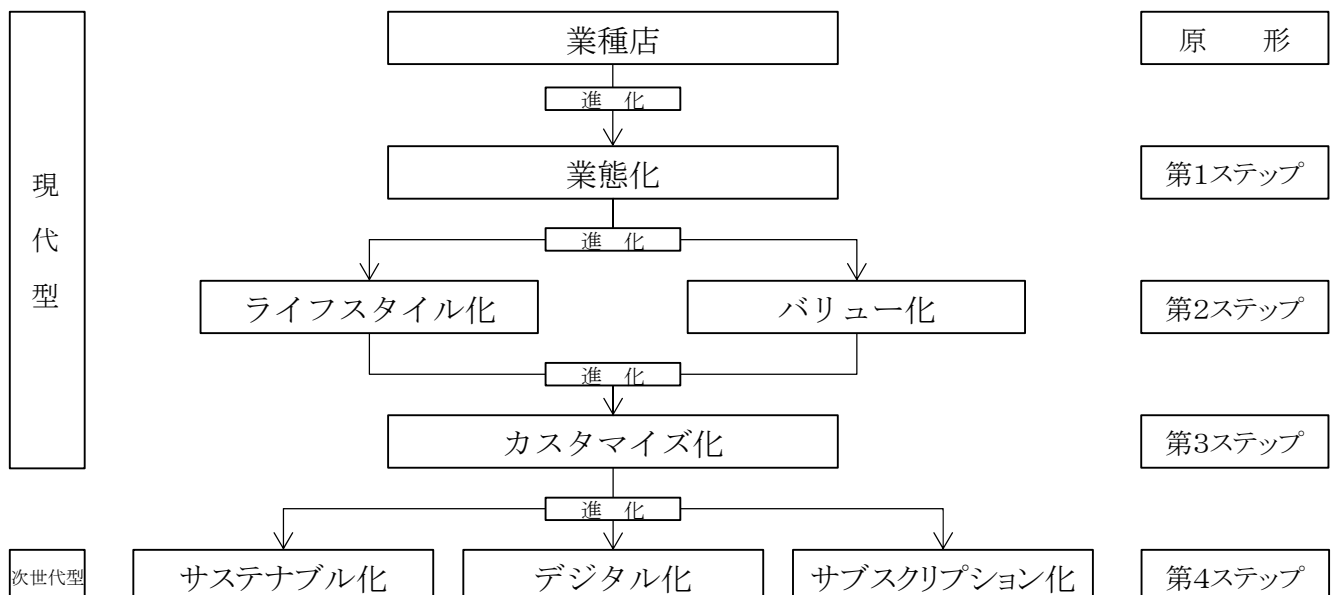 業種店
原 形
進 化
業態化
第1ステップ
現代型
進 化
ライフスタイル化
バリュー化
第2ステップ
進 化
カスタマイズ化
第3ステップ
進 化
次世代型
サステナブル化
デジタル化
サブスクリプション化
第4ステップ